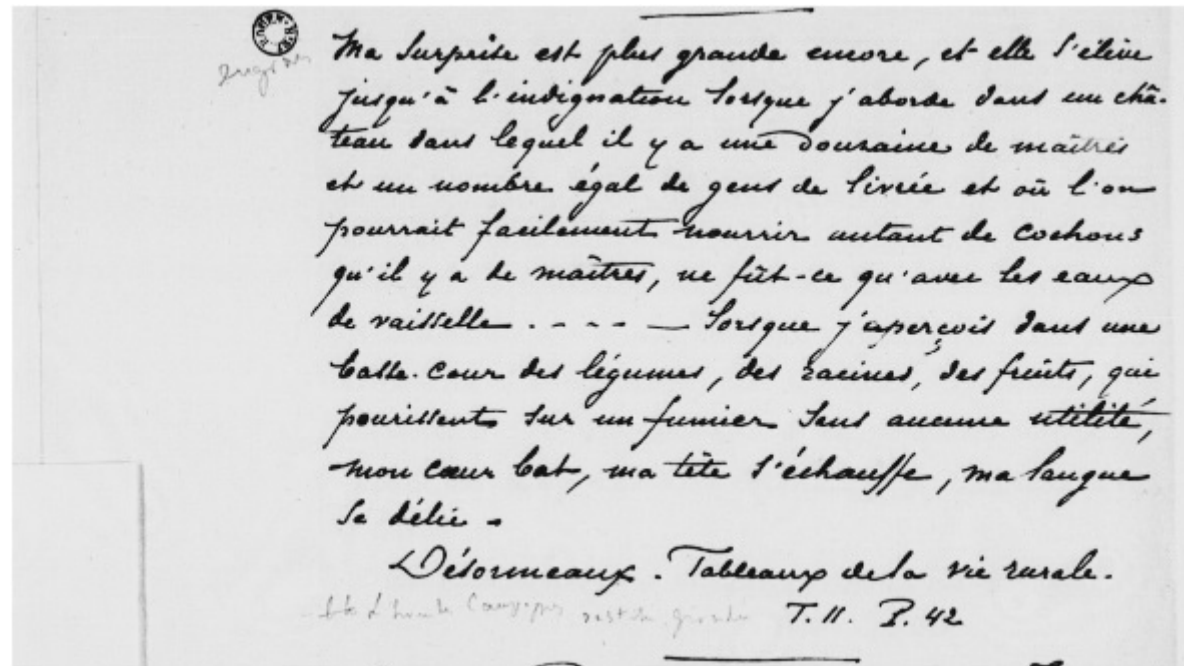 Ma surprise est plus grande encore, et elle s'élève
jusqu'à l'indignation lorsque j'aborde dans un châ-
teau dans lequel il y a une douzaine de maîtres
et un nombre égal de gens de livrée et où l'on
pourrait facilement nourrir autant de cochons
qu'il y a de maîtres, ne fût-ce qu'avec les eaux
de vaisselle . - - - — lorsque j'aperçois dans une
basse-cour des légumes, des racines, des fruits, qui
pourissent sur un fumier sans aucune utilité,
mon cœur bat, ma tête s'échauffe, ma langue
se délie.
Désormeaux. Tableaux de la vie rurale.
T.II. P. 42